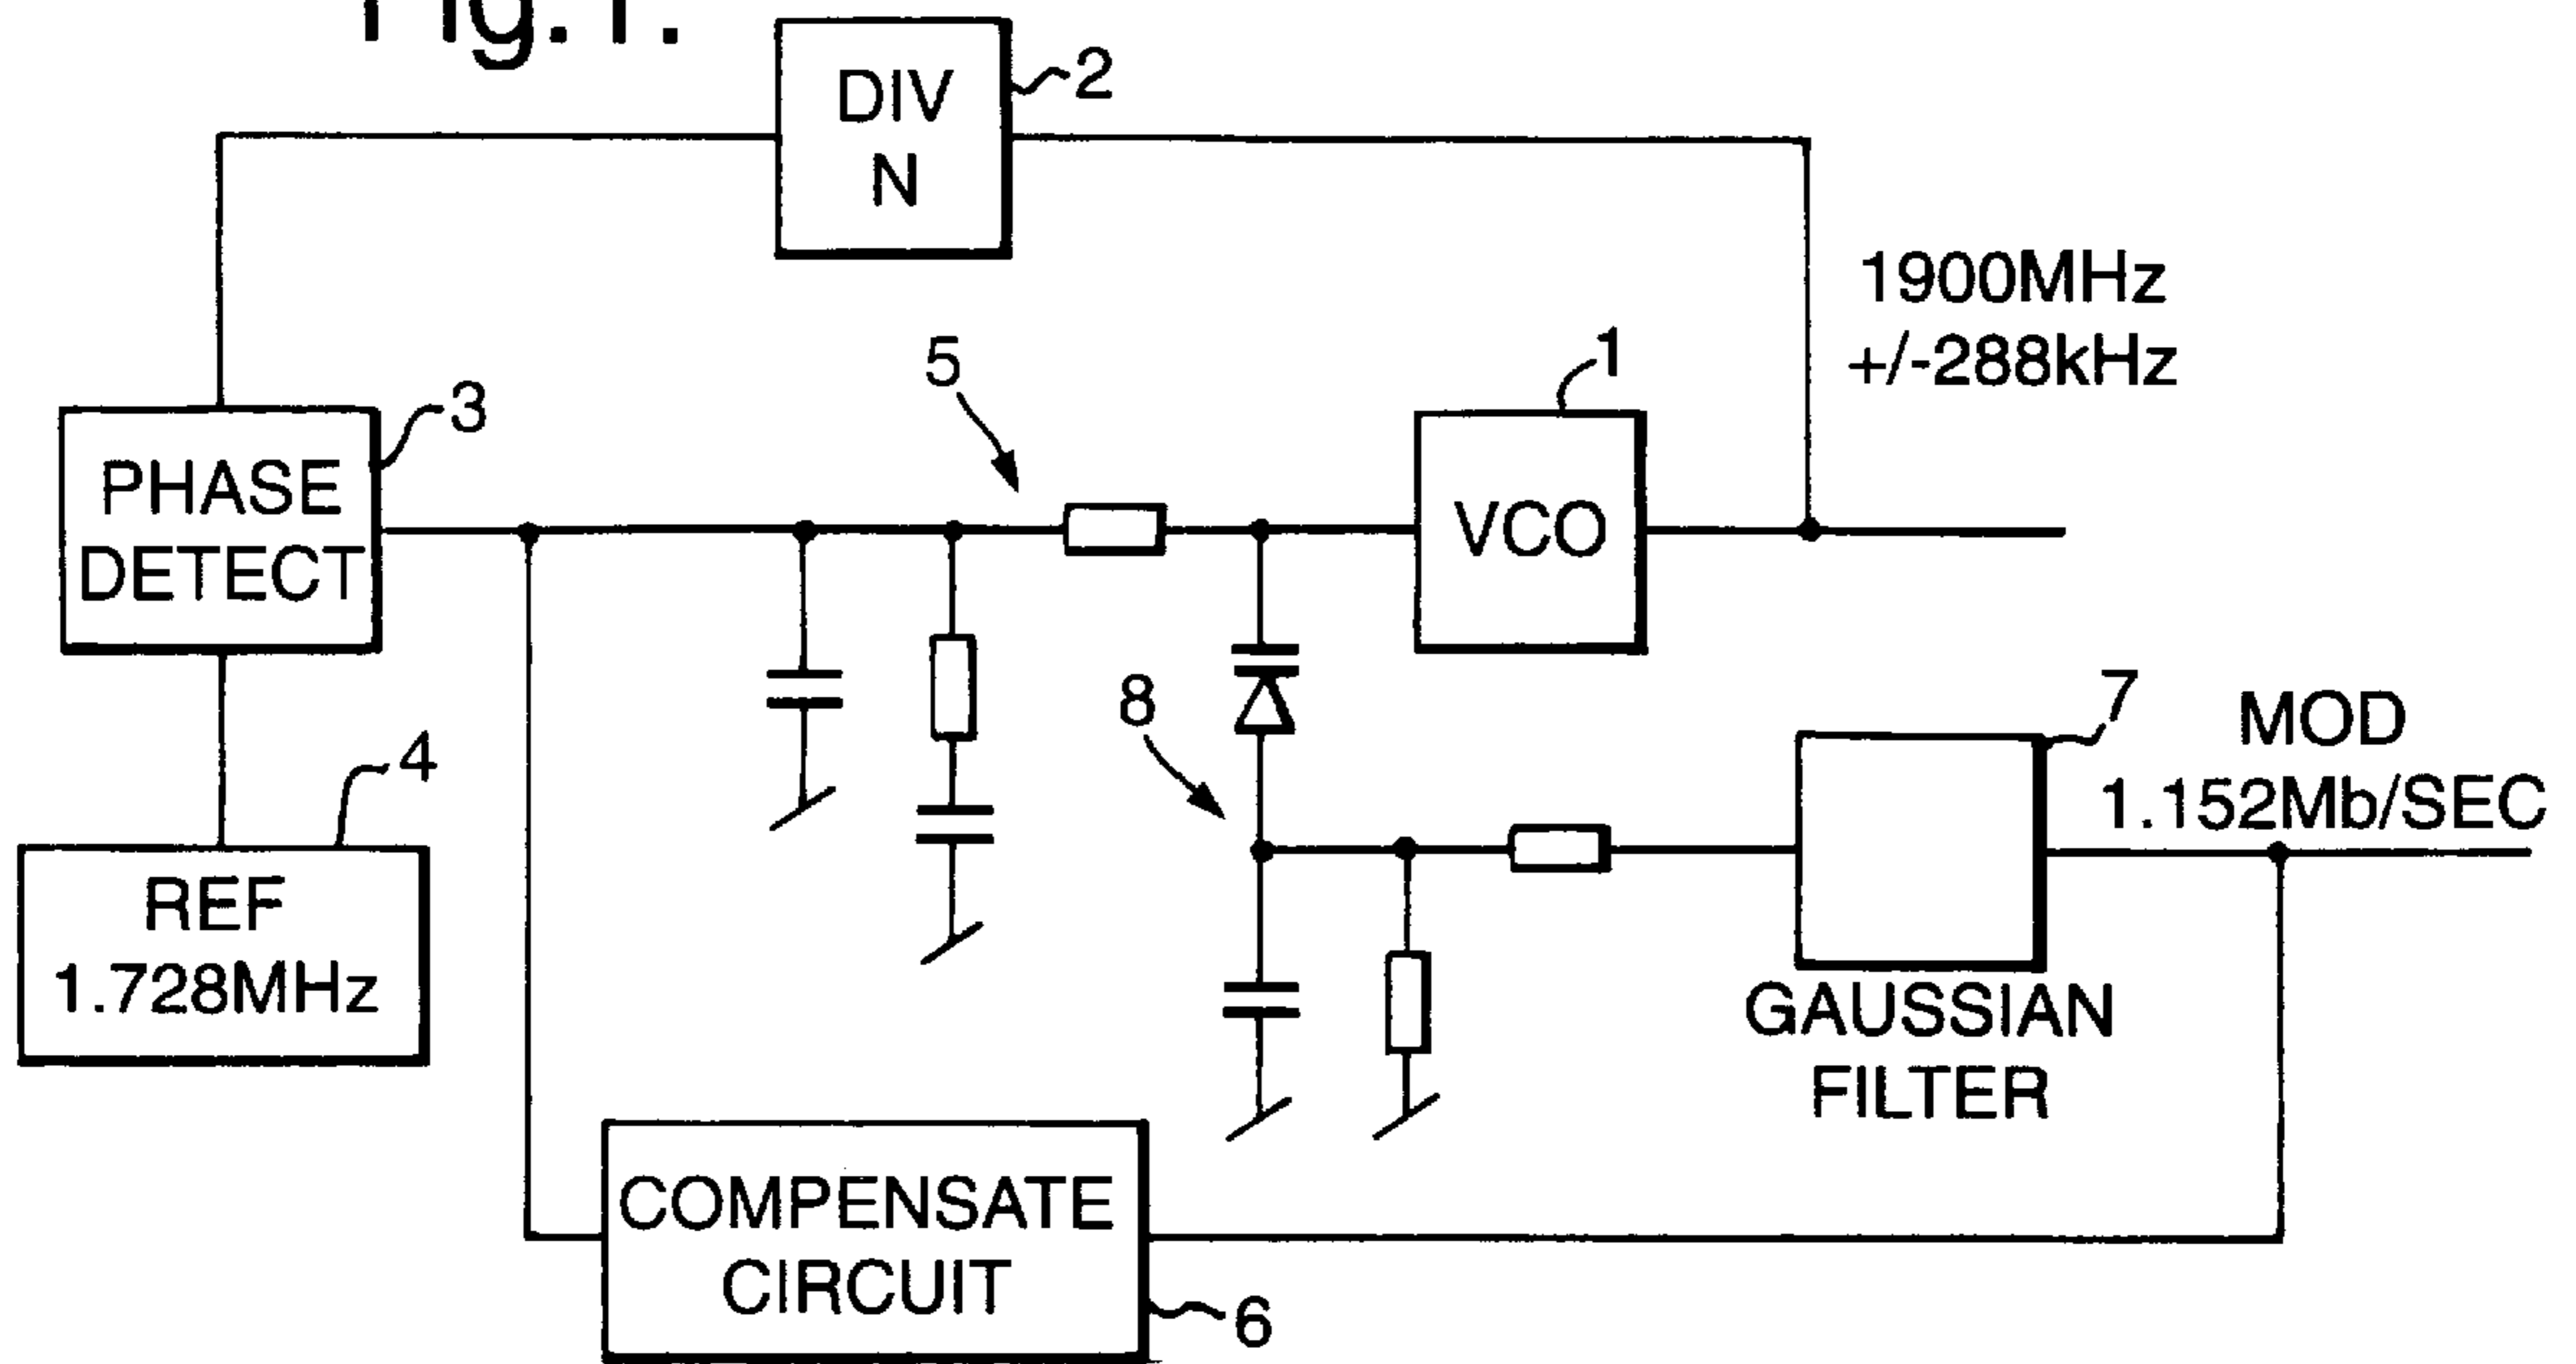 Fig.1.
DIV
N
2
1900MHz
+/-288kHz
5
1
3
PHASE
DETECT
VCO
8
7
MOD
1.152Mb/SEC
4
REF
1.728MHz
GAUSSIAN
FILTER
COMPENSATE
CIRCUIT
6